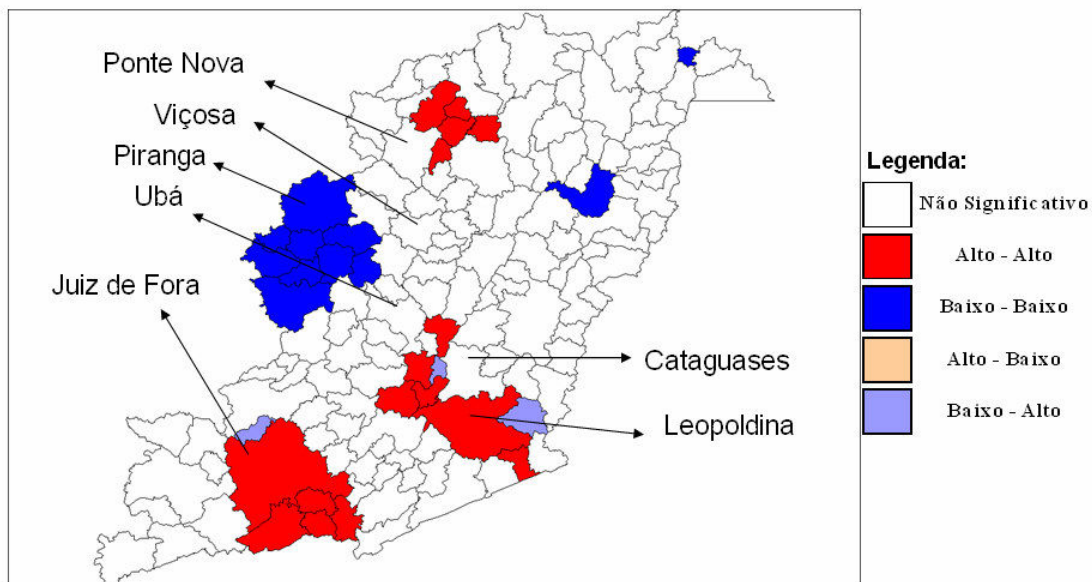 Ponte Nova
Viçosa
Piranga
Ubá
Juiz de Fora
Cataguases
Leopoldina
Legenda:
Não Significativo
Alto - Alto
Baixo - Baixo
Alto - Baixo
Baixo - Alto